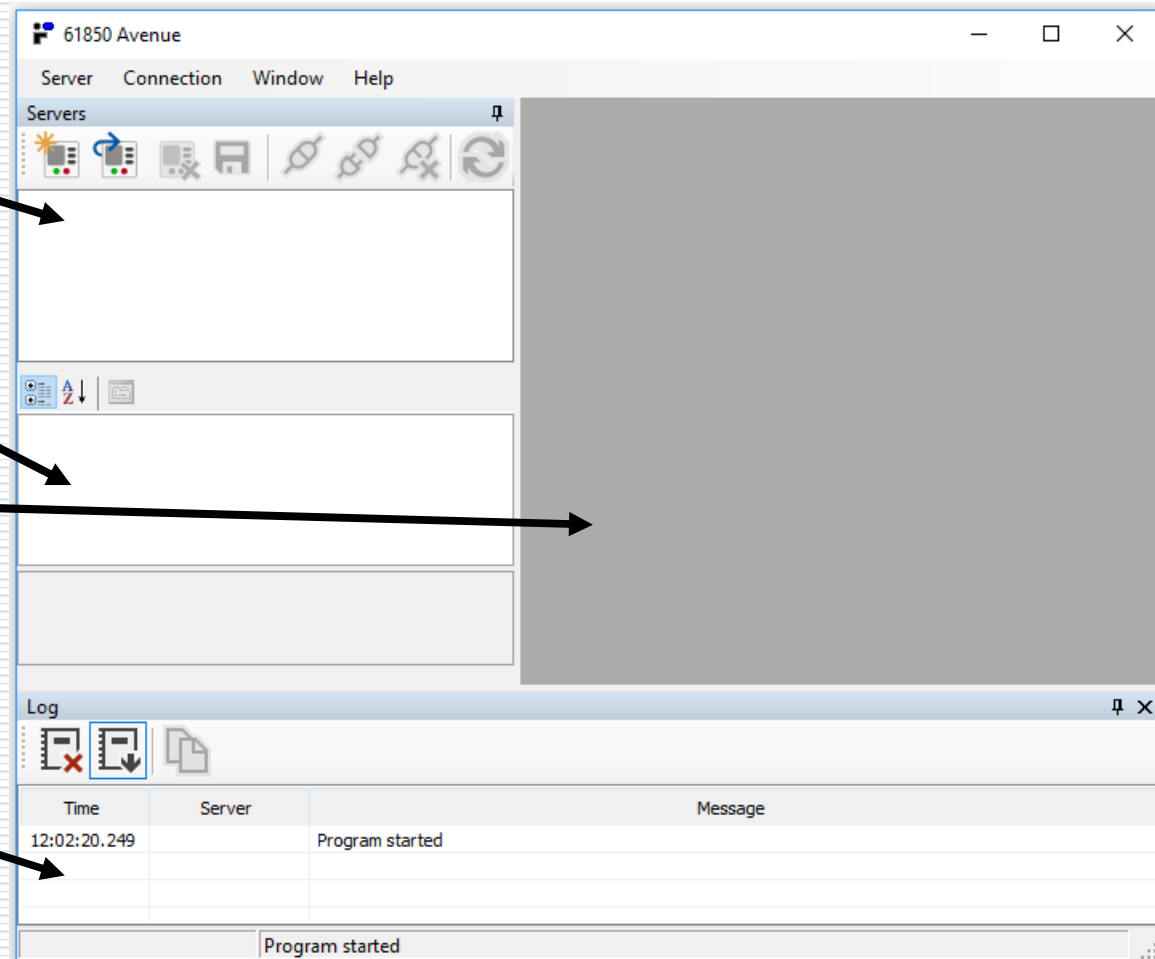 61850 Avenue
Server Connection Window Help
Servers
A
Z
Log
Time Server Message
12:02:20.249 Program started
Program started